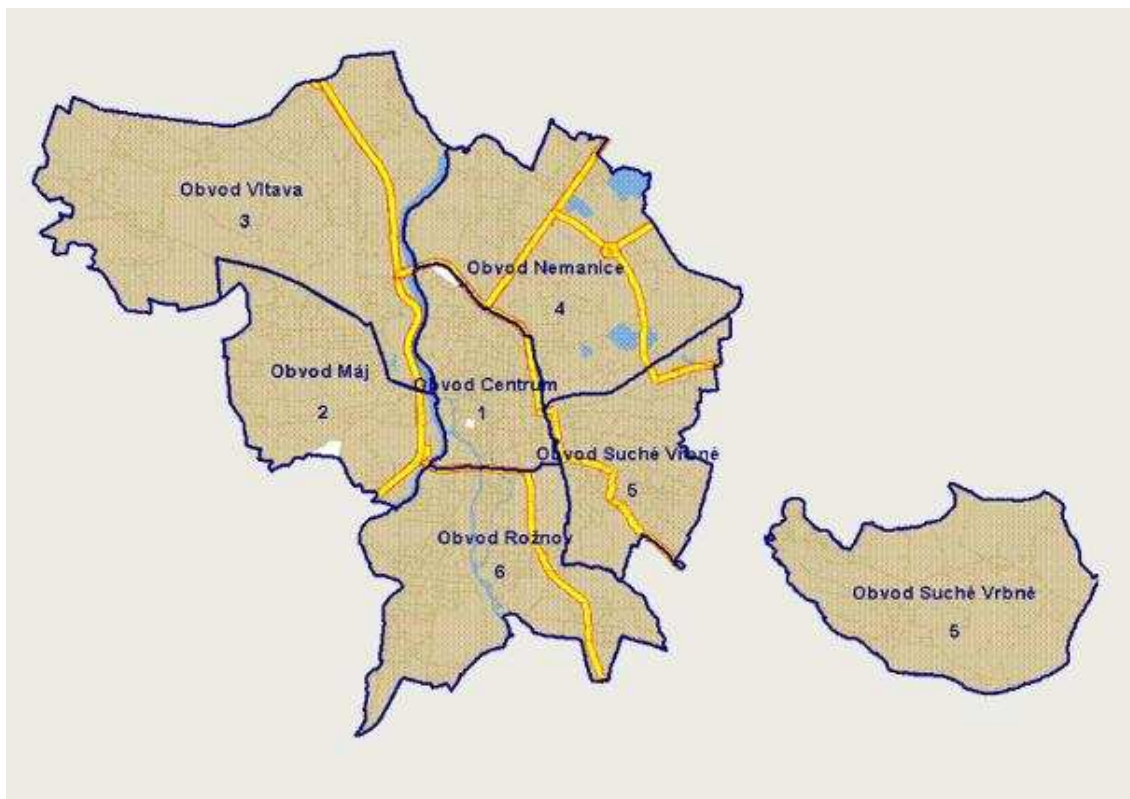 Obvod Vltava
3
Obvod Nemanice
4
Obvod Máj
2
Obvod Centrum
1
Obvod Suché Vrbné
5
Obvod Rožnov
6
Obvod Suché Vrbné
5